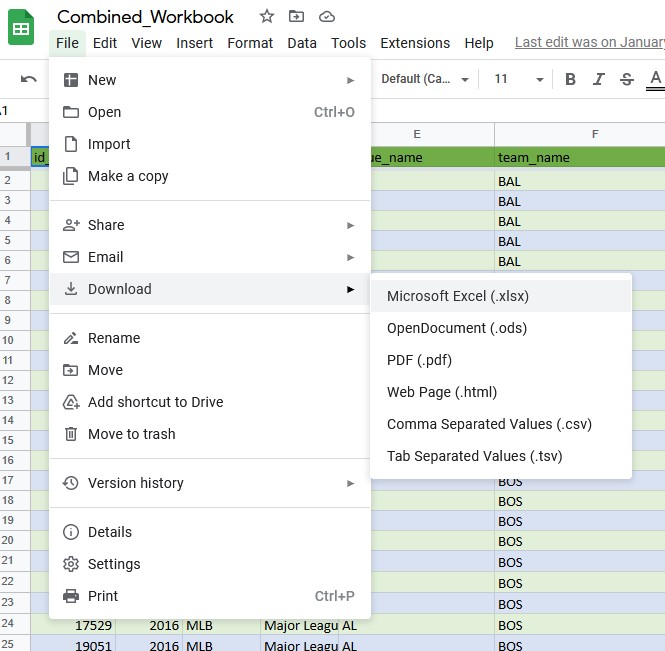 Combined_Workbook
File Edit View Insert Format Data Tools Extensions Help Last edit was on January
Default (Ca... 11 B I S A
A1
E F
1 id_ ue_name team_name
2 BAL
3 BAL
4 BAL
5 BAL
6 BAL
7
8
9
10
11
12
13
14
15
16
17 BOS
18 BOS
19 BOS
20 BOS
21 BOS
22 BOS
23 BOS
24 17529 2016 MLB Major Leagu AL BOS
25 19051 2016 MLB Major Leagu AL BOS
New
Open Ctrl+O
Import
Make a copy
Share
Email
Download
Rename
Move
Add shortcut to Drive
Move to trash
Version history
Details
Settings
Print Ctrl+P
Microsoft Excel (.xlsx)
OpenDocument (.ods)
PDF (.pdf)
Web Page (.html)
Comma Separated Values (.csv)
Tab Separated Values (.tsv)